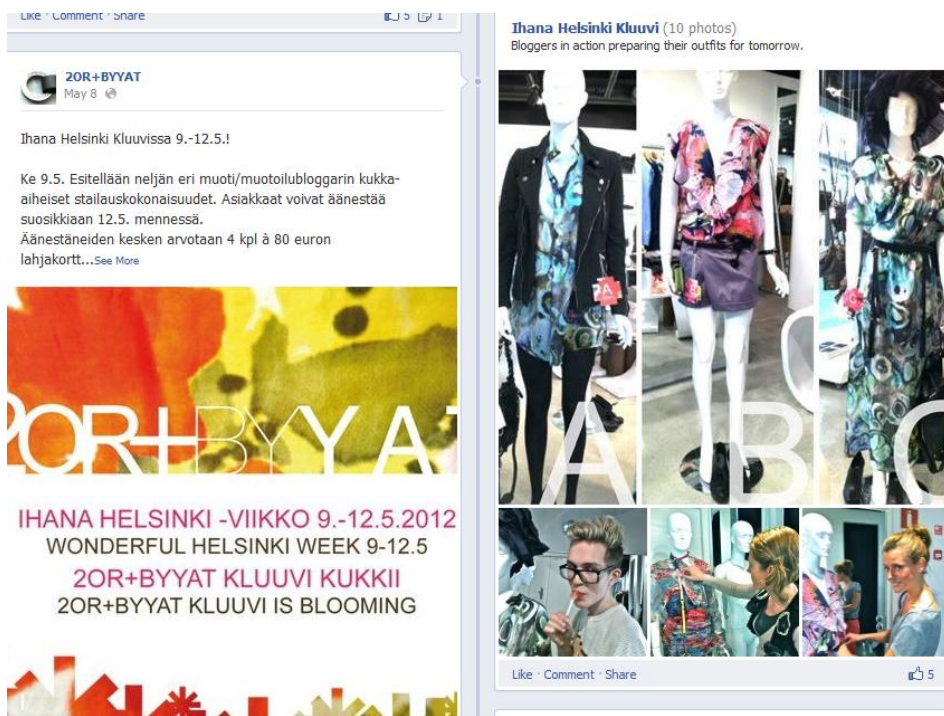 Like · Comment · Share 5 1
2OR+BYYAT
May 8
Ihana Helsinki Kluuvissa 9.-12.5.!
Ke 9.5. Esitellään neljän eri muoti/muotoilubloggarin kukka-
aiheiset stailauskokonaisuudet. Asiakkaat voivat äänestää
suosikkiaan 12.5. mennessä.
Äänestäneiden kesken arvotaan 4 kpl à 80 euron
lahjakortt...See More
2OR+BYYAT
IHANA HELSINKI -VIIKKO 9.-12.5.2012
WONDERFUL HELSINKI WEEK 9-12.5
2OR+BYYAT KLUUVI KUKKII
2OR+BYYAT KLUUVI IS BLOOMING
Ihana Helsinki Kluuvi (10 photos)
Bloggers in action preparing their outfits for tomorrow.
A
A B C
Like · Comment · Share 5